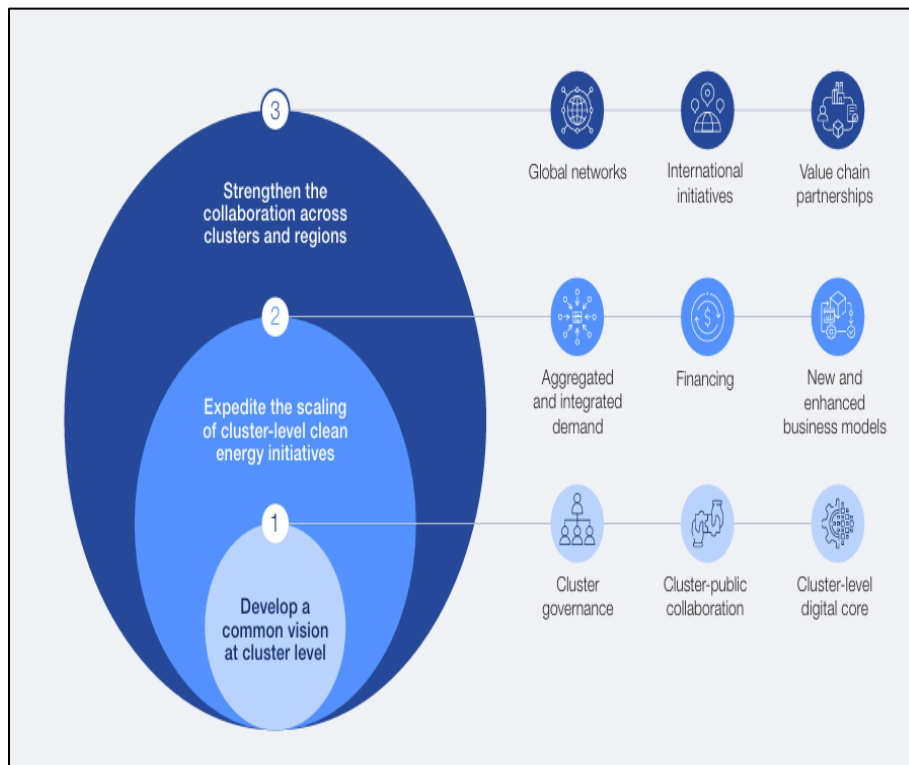 3
Strengthen the
collaboration across
clusters and regions
Global networks
International
initiatives
Value chain
partnerships
2
Expedite the scaling
of cluster-level clean
energy initiatives
Aggregated
and integrated
demand
$
Financing
New and
enhanced
business models
1
Develop a
common vision
at cluster level
Cluster
governance
Cluster-public
collaboration
Cluster-level
digital core